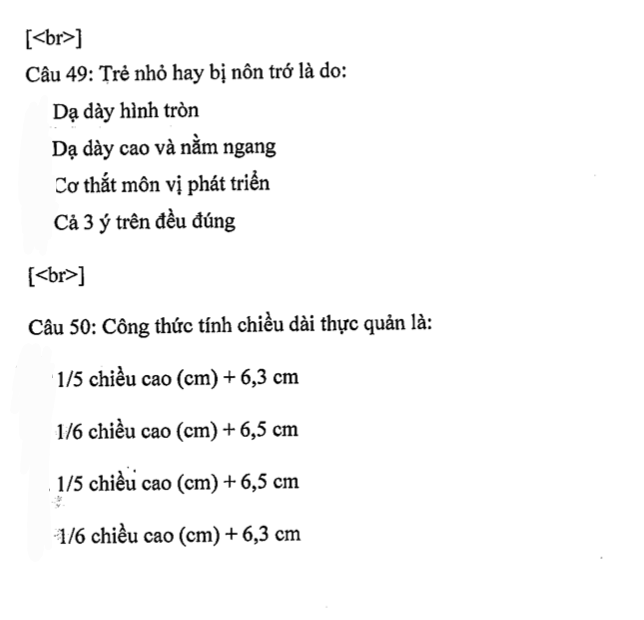 [<br>]
Câu 49: Trẻ nhỏ hay bị nôn trớ là do:
Dạ dày hình tròn
Dạ dày cao và nằm ngang
Cơ thắt môn vị phát triển
Cả 3 ý trên đều đúng
[<br>]
Câu 50: Công thức tính chiều dài thực quản là:
1/5 chiều cao (cm) + 6,3 cm
1/6 chiều cao (cm) + 6,5 cm
1/5 chiều cao (cm) + 6,5 cm
1/6 chiều cao (cm) + 6,3 cm